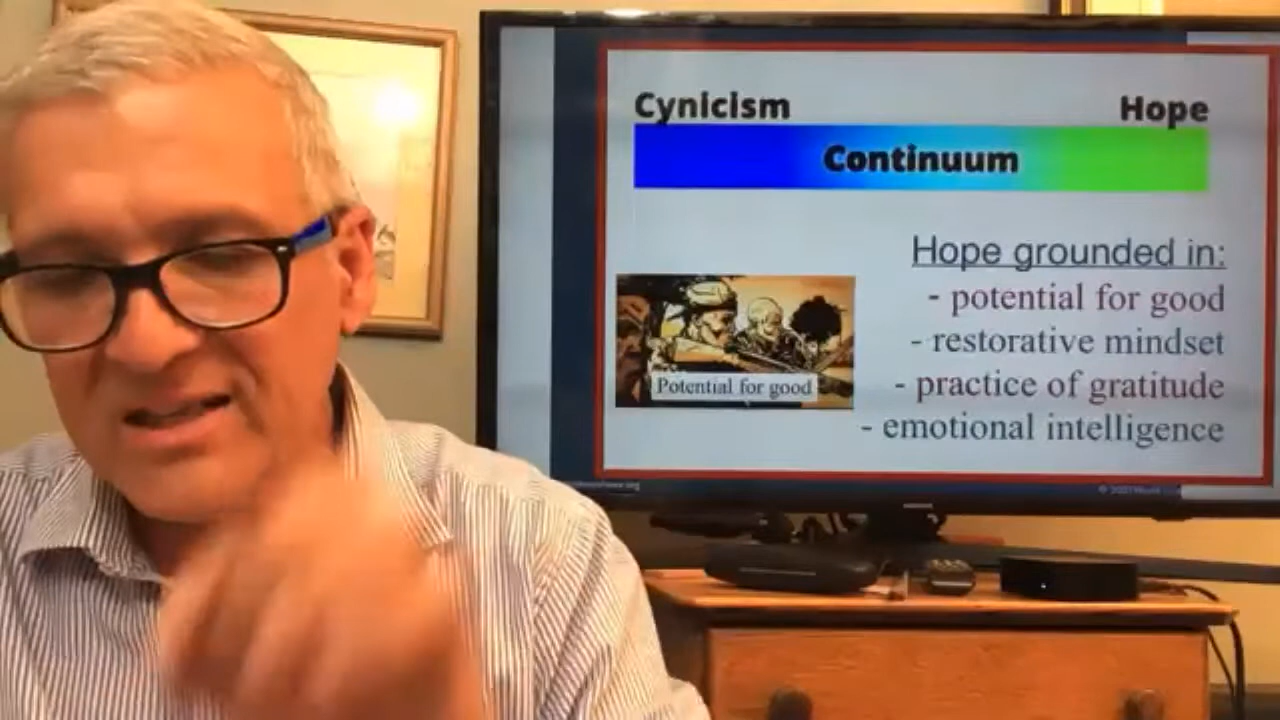 Cynicism Hope
Continuum
Hope grounded in:
- potential for good
- restorative mindset
- practice of gratitude
- emotional intelligence
Potential for good